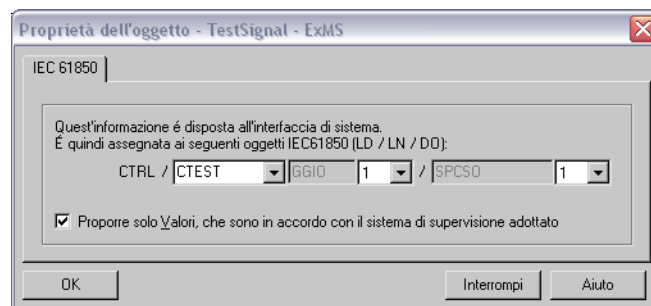 Proprietà dell'oggetto - TestSignal - ExMS
IEC 61850
Quest'informazione é disposta all'interfaccia di sistema.
É quindi assegnata ai seguenti oggetti IEC61850 (LD / LN / DO):
CTRL / CTEST GGIO 1 / SPCSO 1
Proporre solo Valori, che sono in accordo con il sistema di supervisione adottato
OK Interrompi Aiuto